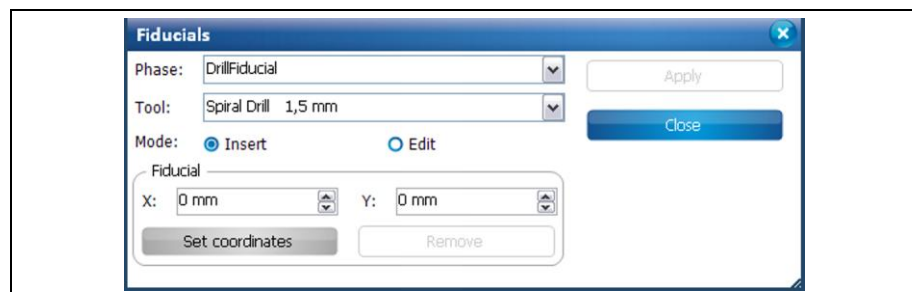 Fiducials
Phase: DrillFiducial
Apply
Tool: Spiral Drill 1,5 mm
Close
Mode: Insert Edit
Fiducial
X: 0 mm Y: 0 mm
Set coordinates Remove